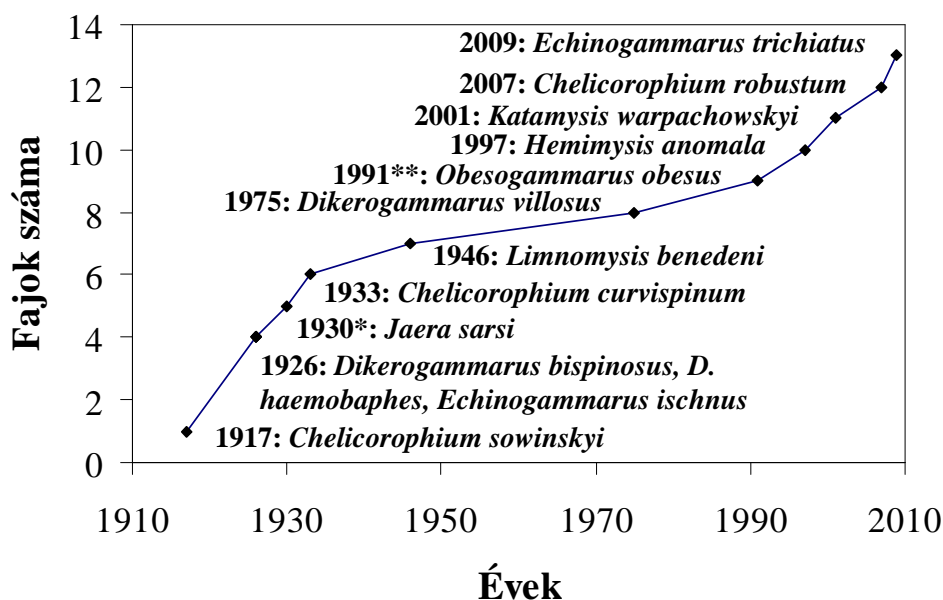 14
12
10
8
6
4
2
0
Fajok száma
2009: Echinogammarus trichiatus
2007: Chelicorophium robustum
2001: Katamysis warpachowskyi
1997: Hemimysis anomala
1991**: Obesogammarus obesus
1975: Dikerogammarus villosus
1946: Limnomysis benedeni
1933: Chelicorophium curvispinum
1930*: Jaera sarsi
1926: Dikerogammarus bispinosus, D.
haemobaphes, Echinogammarus ischnus
1917: Chelicorophium sowinskyi
1910 1930 1950 1970 1990 2010
Évek